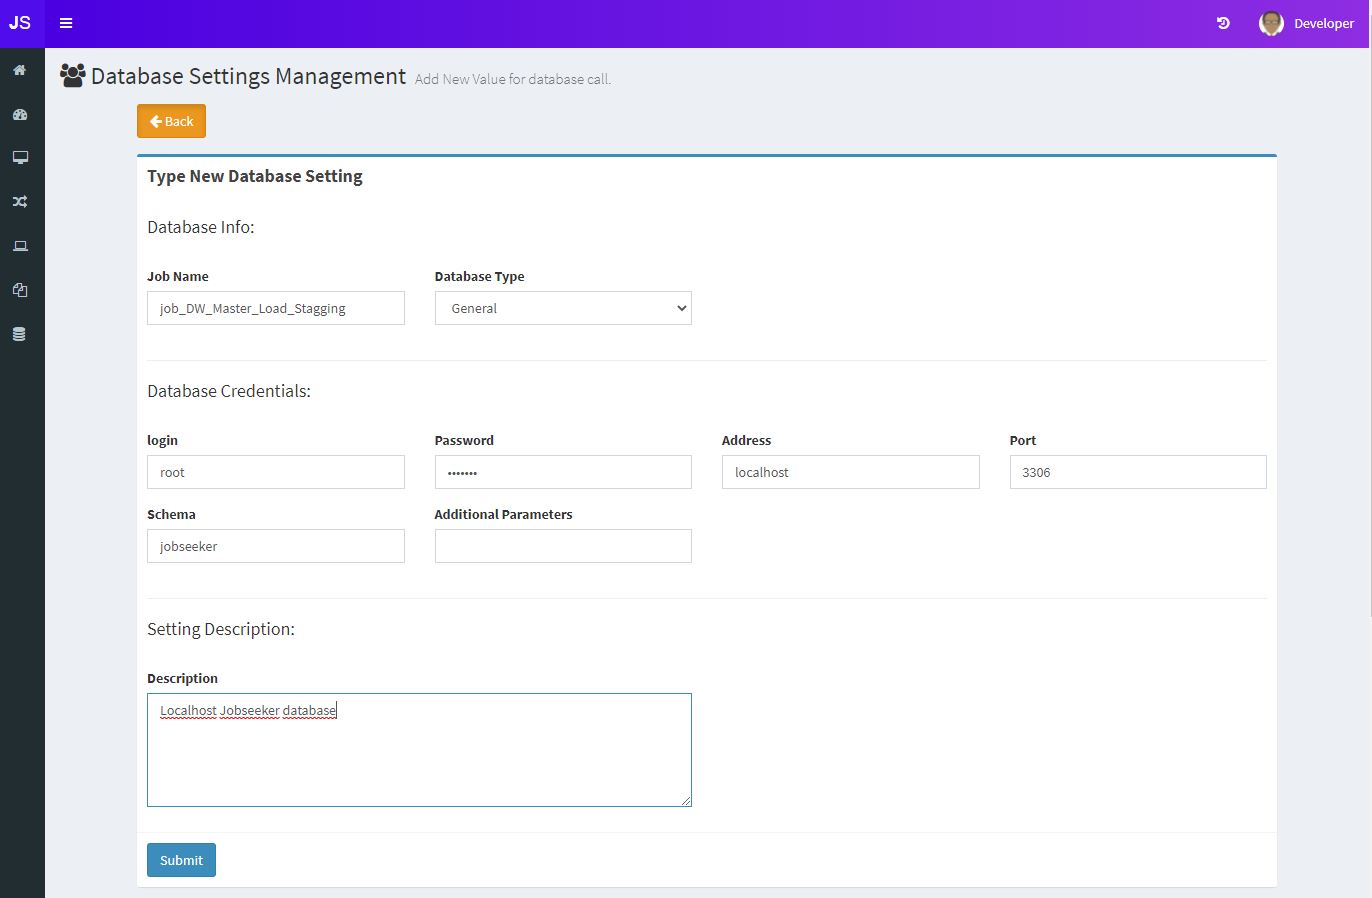 JS
Developer
Database Settings Management Add New Value for database call.
Back
Type New Database Setting
Database Info:
Job Name Database Type
job_DW_Master_Load_Stagging General
Database Credentials:
login Password Address Port
root ••••••• localhost 3306
Schema Additional Parameters
jobseeker
Setting Description:
Description
Localhost Jobseeker database
Submit